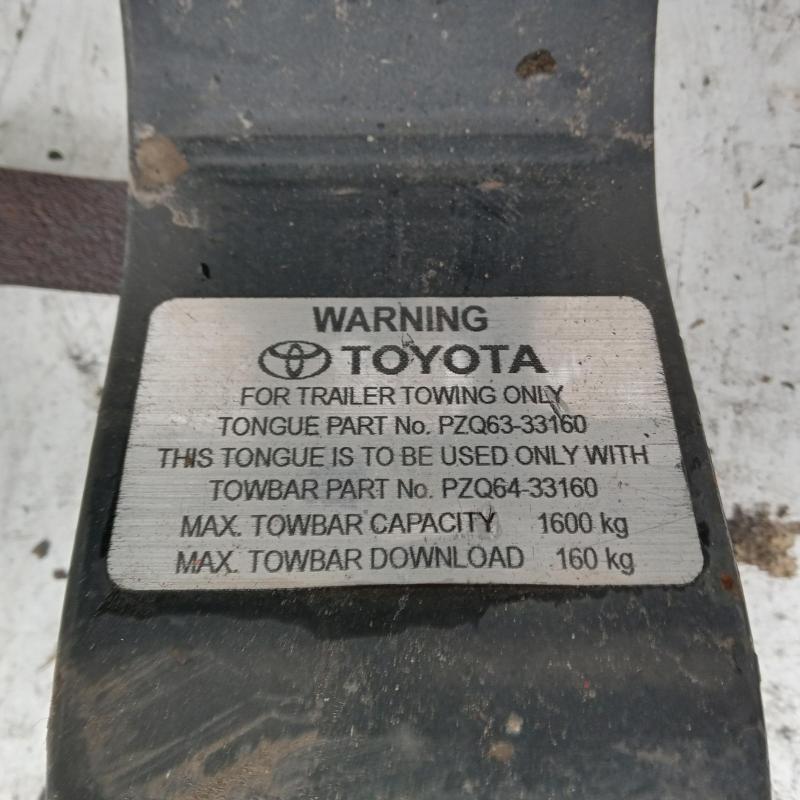 WARNING
TOYOTA
FOR TRAILER TOWING ONLY
TONGUE PART No. PZQ63-33160
THIS TONGUE IS TO BE USED ONLY WITH
TOWBAR PART No. PZQ64-33160
MAX. TOWBAR CAPACITY 1600 kg
MAX. TOWBAR DOWNLOAD 160 kg